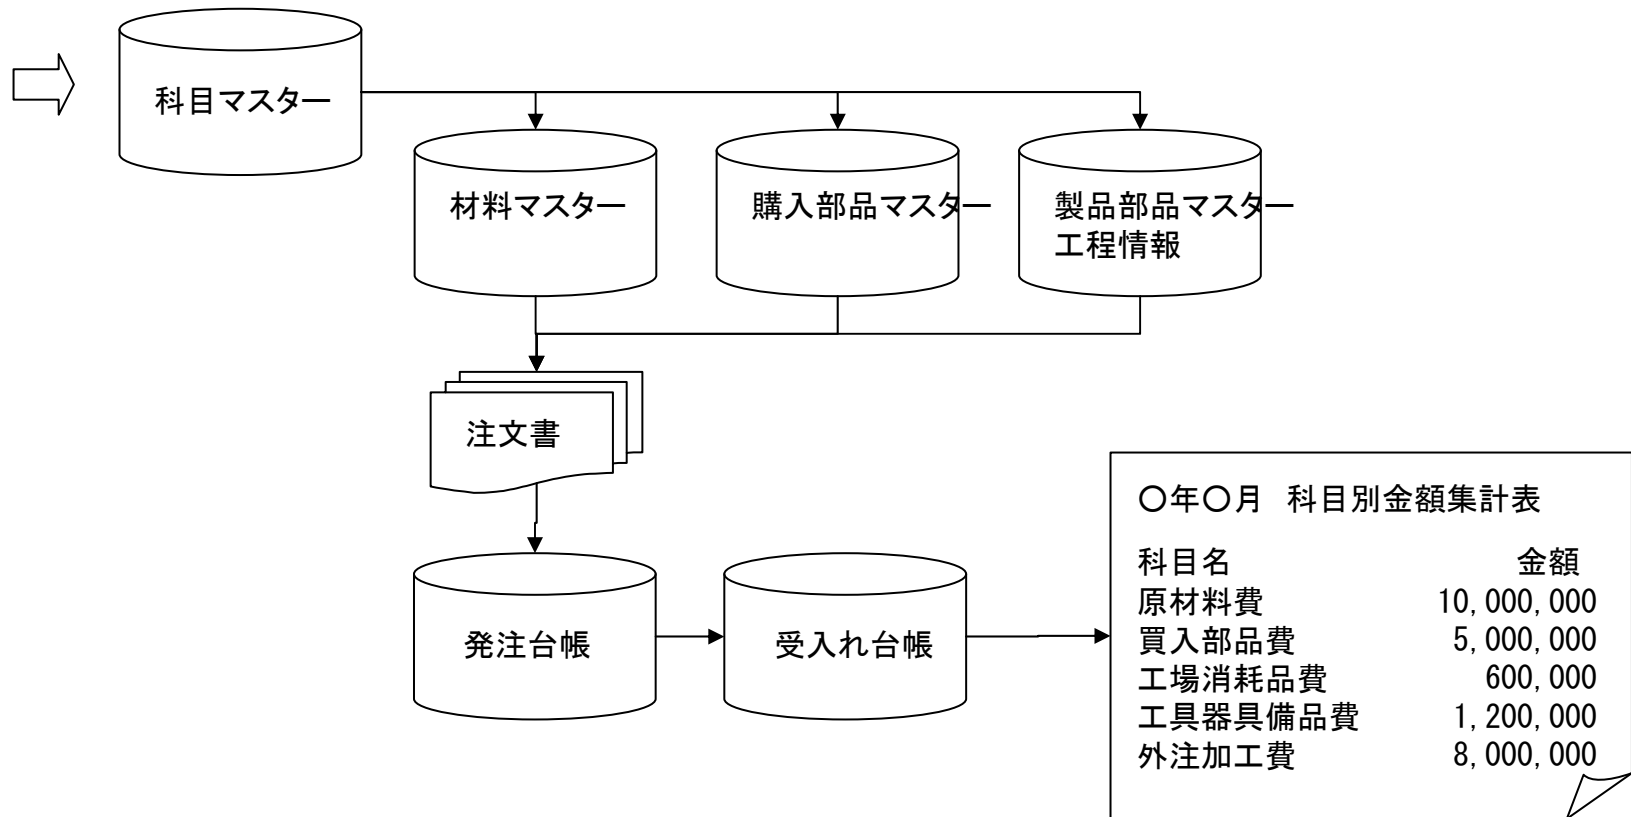 科目マスター
材料マスター
購入部品マスター
製品部品マスター
工程情報
注文書
発注台帳
受入れ台帳
〇年〇月　科目別金額集計表
科目名　金額
原材料費　10,000,000
買入部品費　5,000,000
工場消耗品費　600,000
工具器具備品費　1,200,000
外注加工費　8,000,000